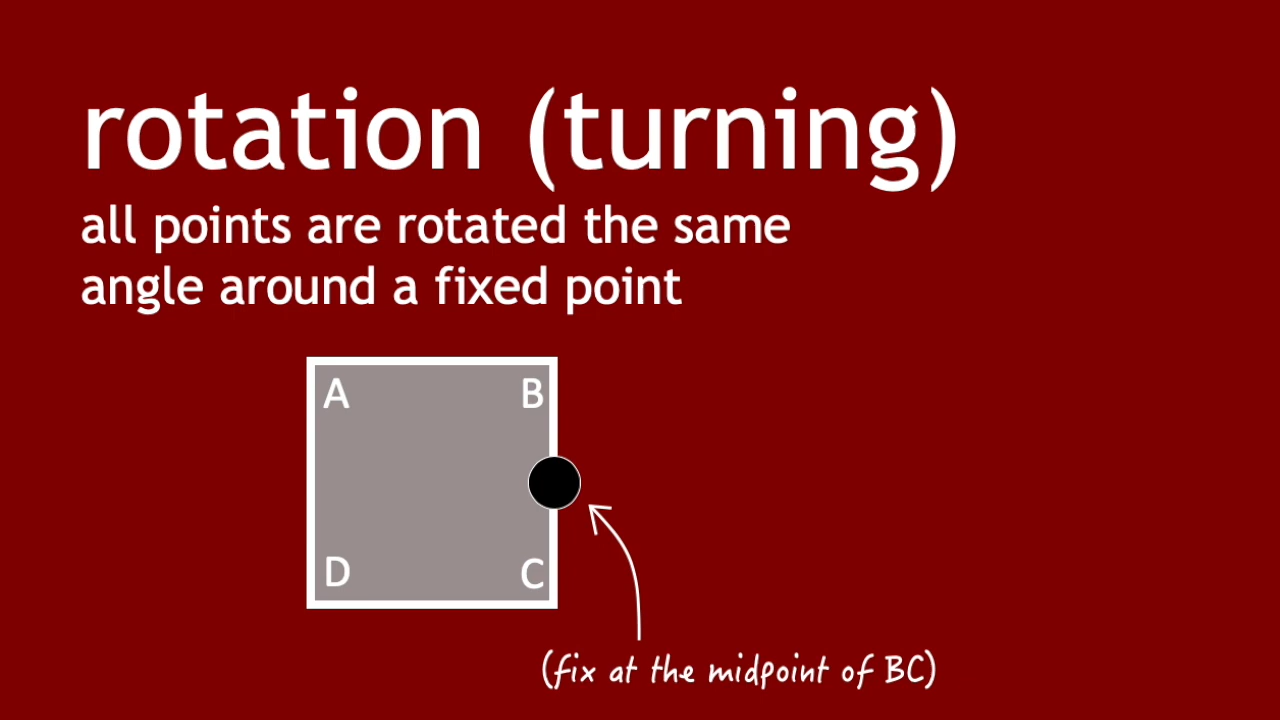 rotation (turning)
all points are rotated the same
angle around a fixed point
A B
D C
(fix at the midpoint of BC)